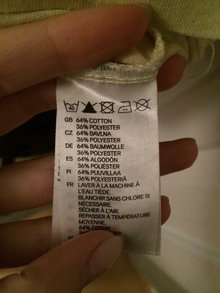 GB 64% COTTON
36% POLYESTER
CZ 64% BAVLNA
36% POLYESTER
DE 64% BAUMWOLLE
36% POLYESTER
ES 64% ALGODÓN
36% POLIÉSTER
FI 64% PUUVILLAA
36% POLYESTERIÄ
FR LAVER À LA MACHINE À
L'EAU TIÈDE.
BLANCHIR SANS CHLORE SI
NÉCESSAIRE.
SÉCHER À L'AIR.
REPASSER À TEMPÉRATURE
MOYENNE.
64% COTON